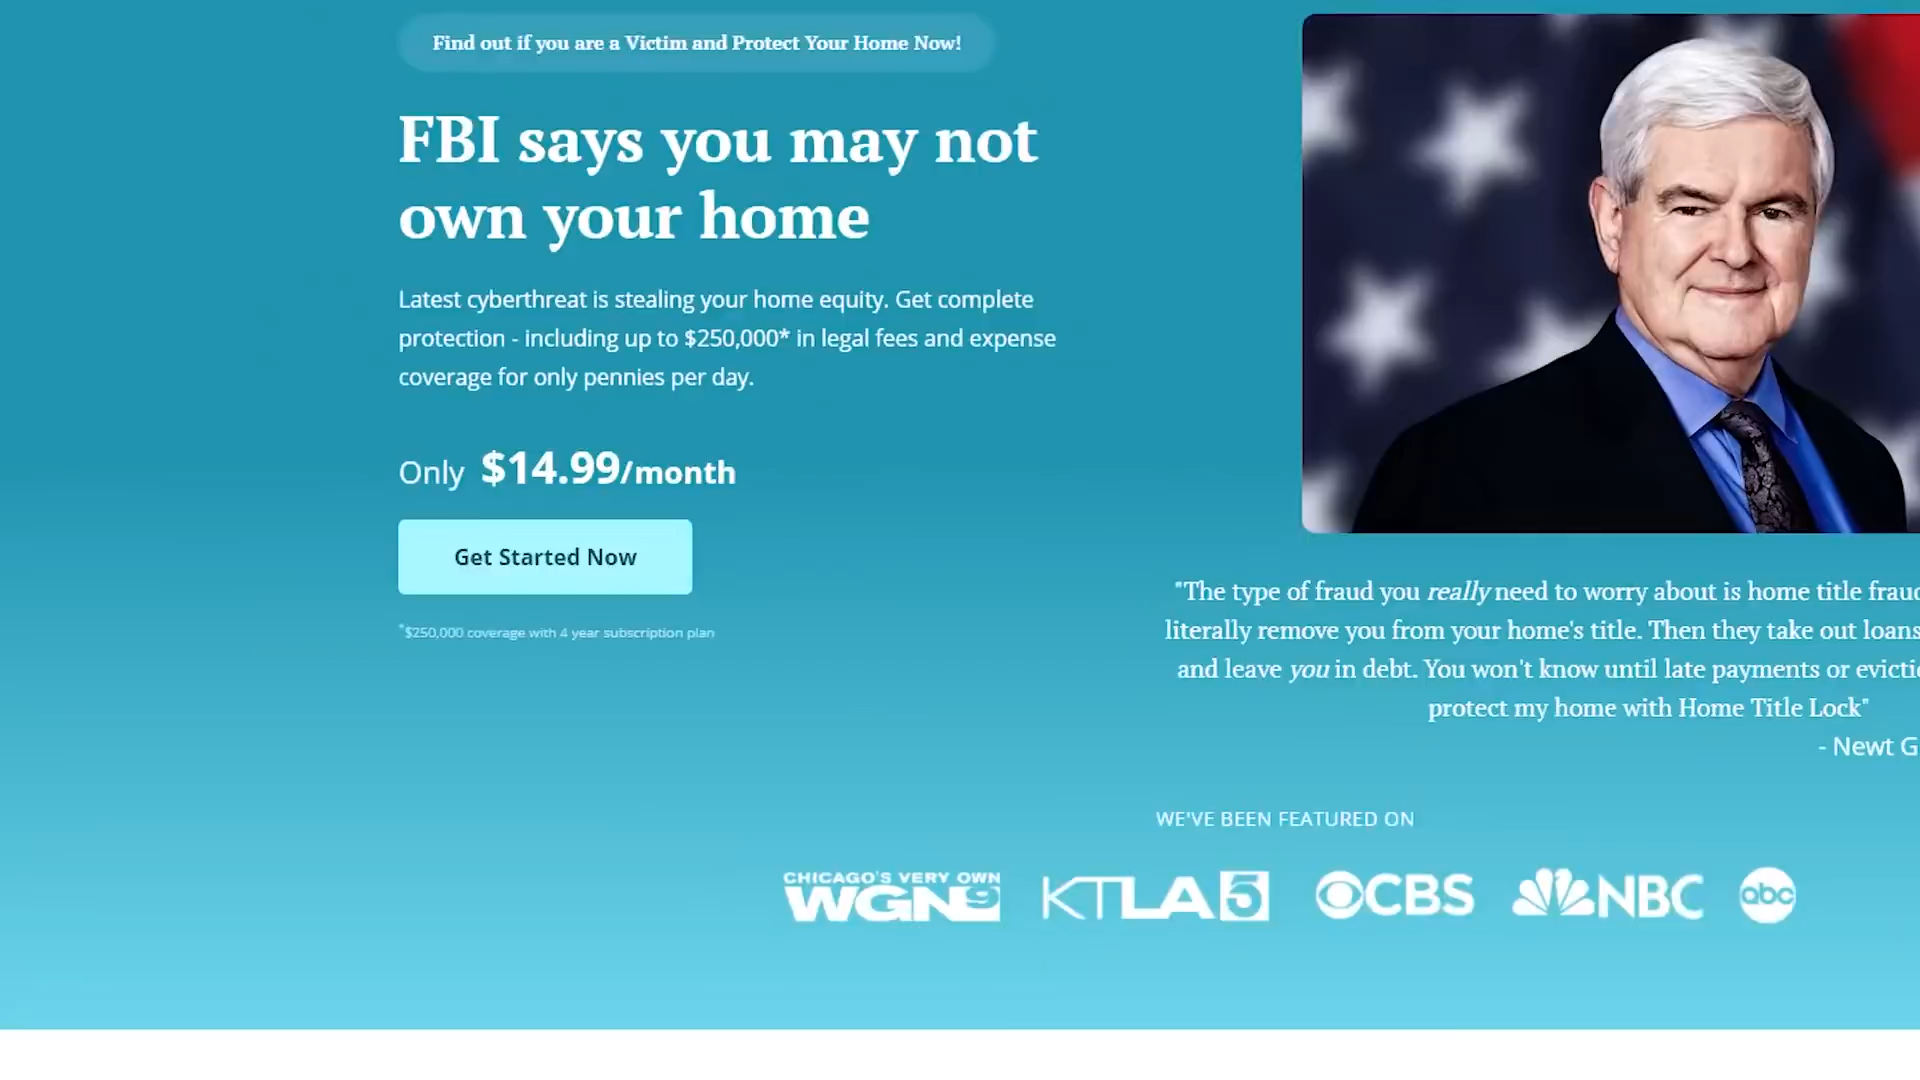 Find out if you are a Victim and Protect Your Home Now!
FBI says you may not
own your home
Latest cyberthreat is stealing your home equity. Get complete
protection - including up to $250,000* in legal fees and expense
coverage for only pennies per day.
Only $14.99/month
Get Started Now
*$250,000 coverage with 4 year subscription plan
"The type of fraud you really need to worry about is home title
literally remove you from your home's title. Then they take out loans
and leave you in debt. You won't know until late payments or
protect my home with Home Title Lock"
- Newt
WE'VE BEEN FEATURED ON
CHICAGO'S VERY OWN
WGN9 KTLA5 CBS NBC abc